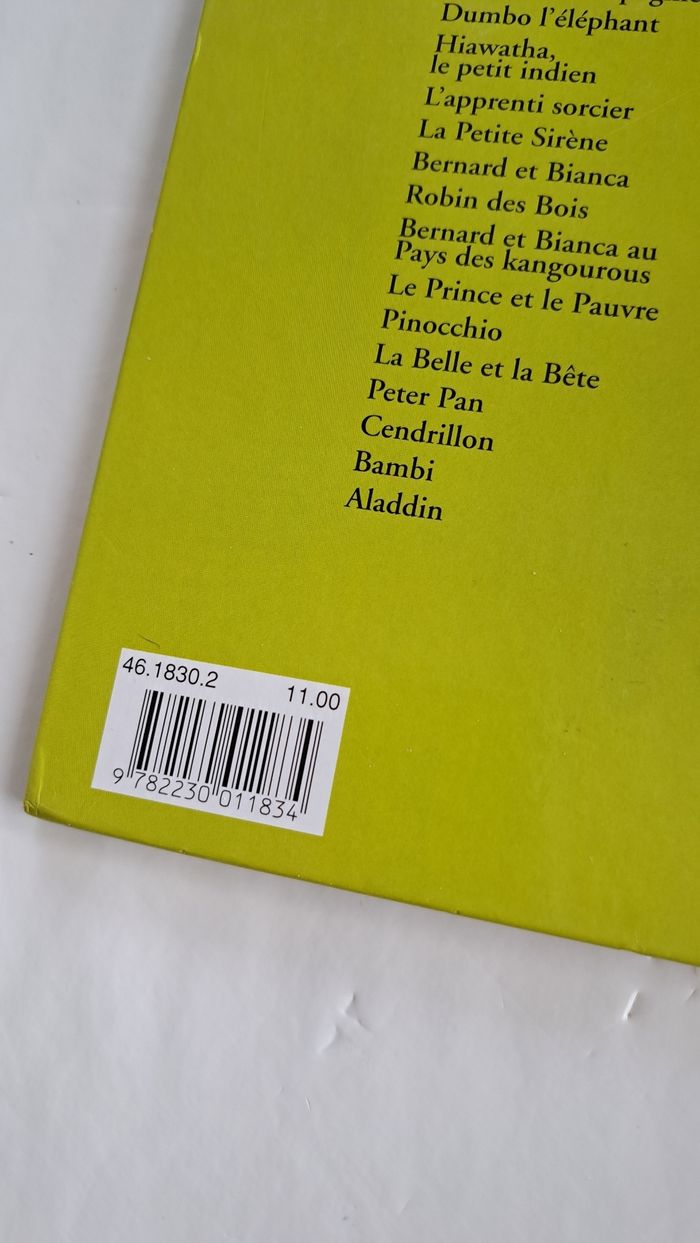 Dumbo l'éléphant
Hiawatha,
le petit indien
L'apprenti sorcier
La Petite Sirène
Bernard et Bianca
Robin des Bois
Bernard et Bianca au
Pays des kangourous
Le Prince et le Pauvre
Pinocchio
La Belle et la Bête
Peter Pan
Cendrillon
Bambi
Aladdin
46.1830.2 11.00
9 782230 011834